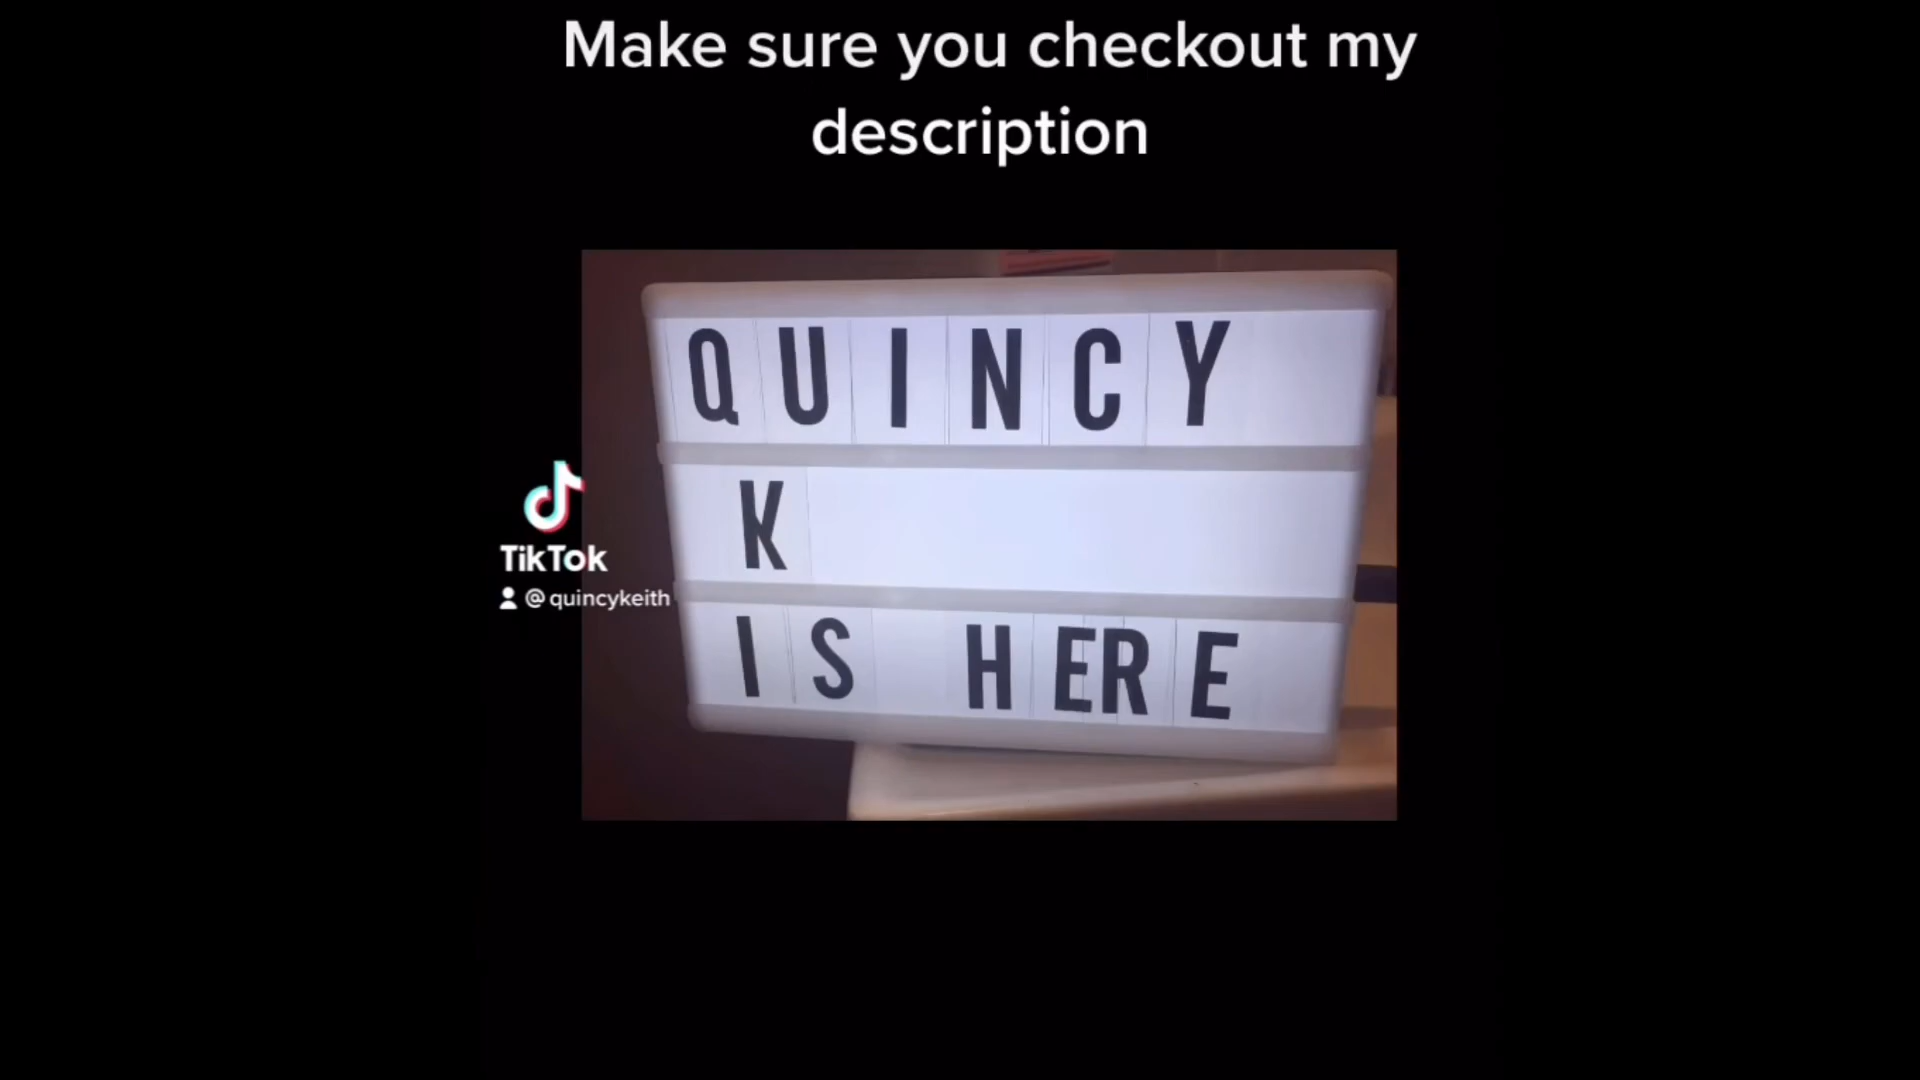 Make sure you checkout my
description
QUINCY
K
IS HERE
TikTok
@quincykeith